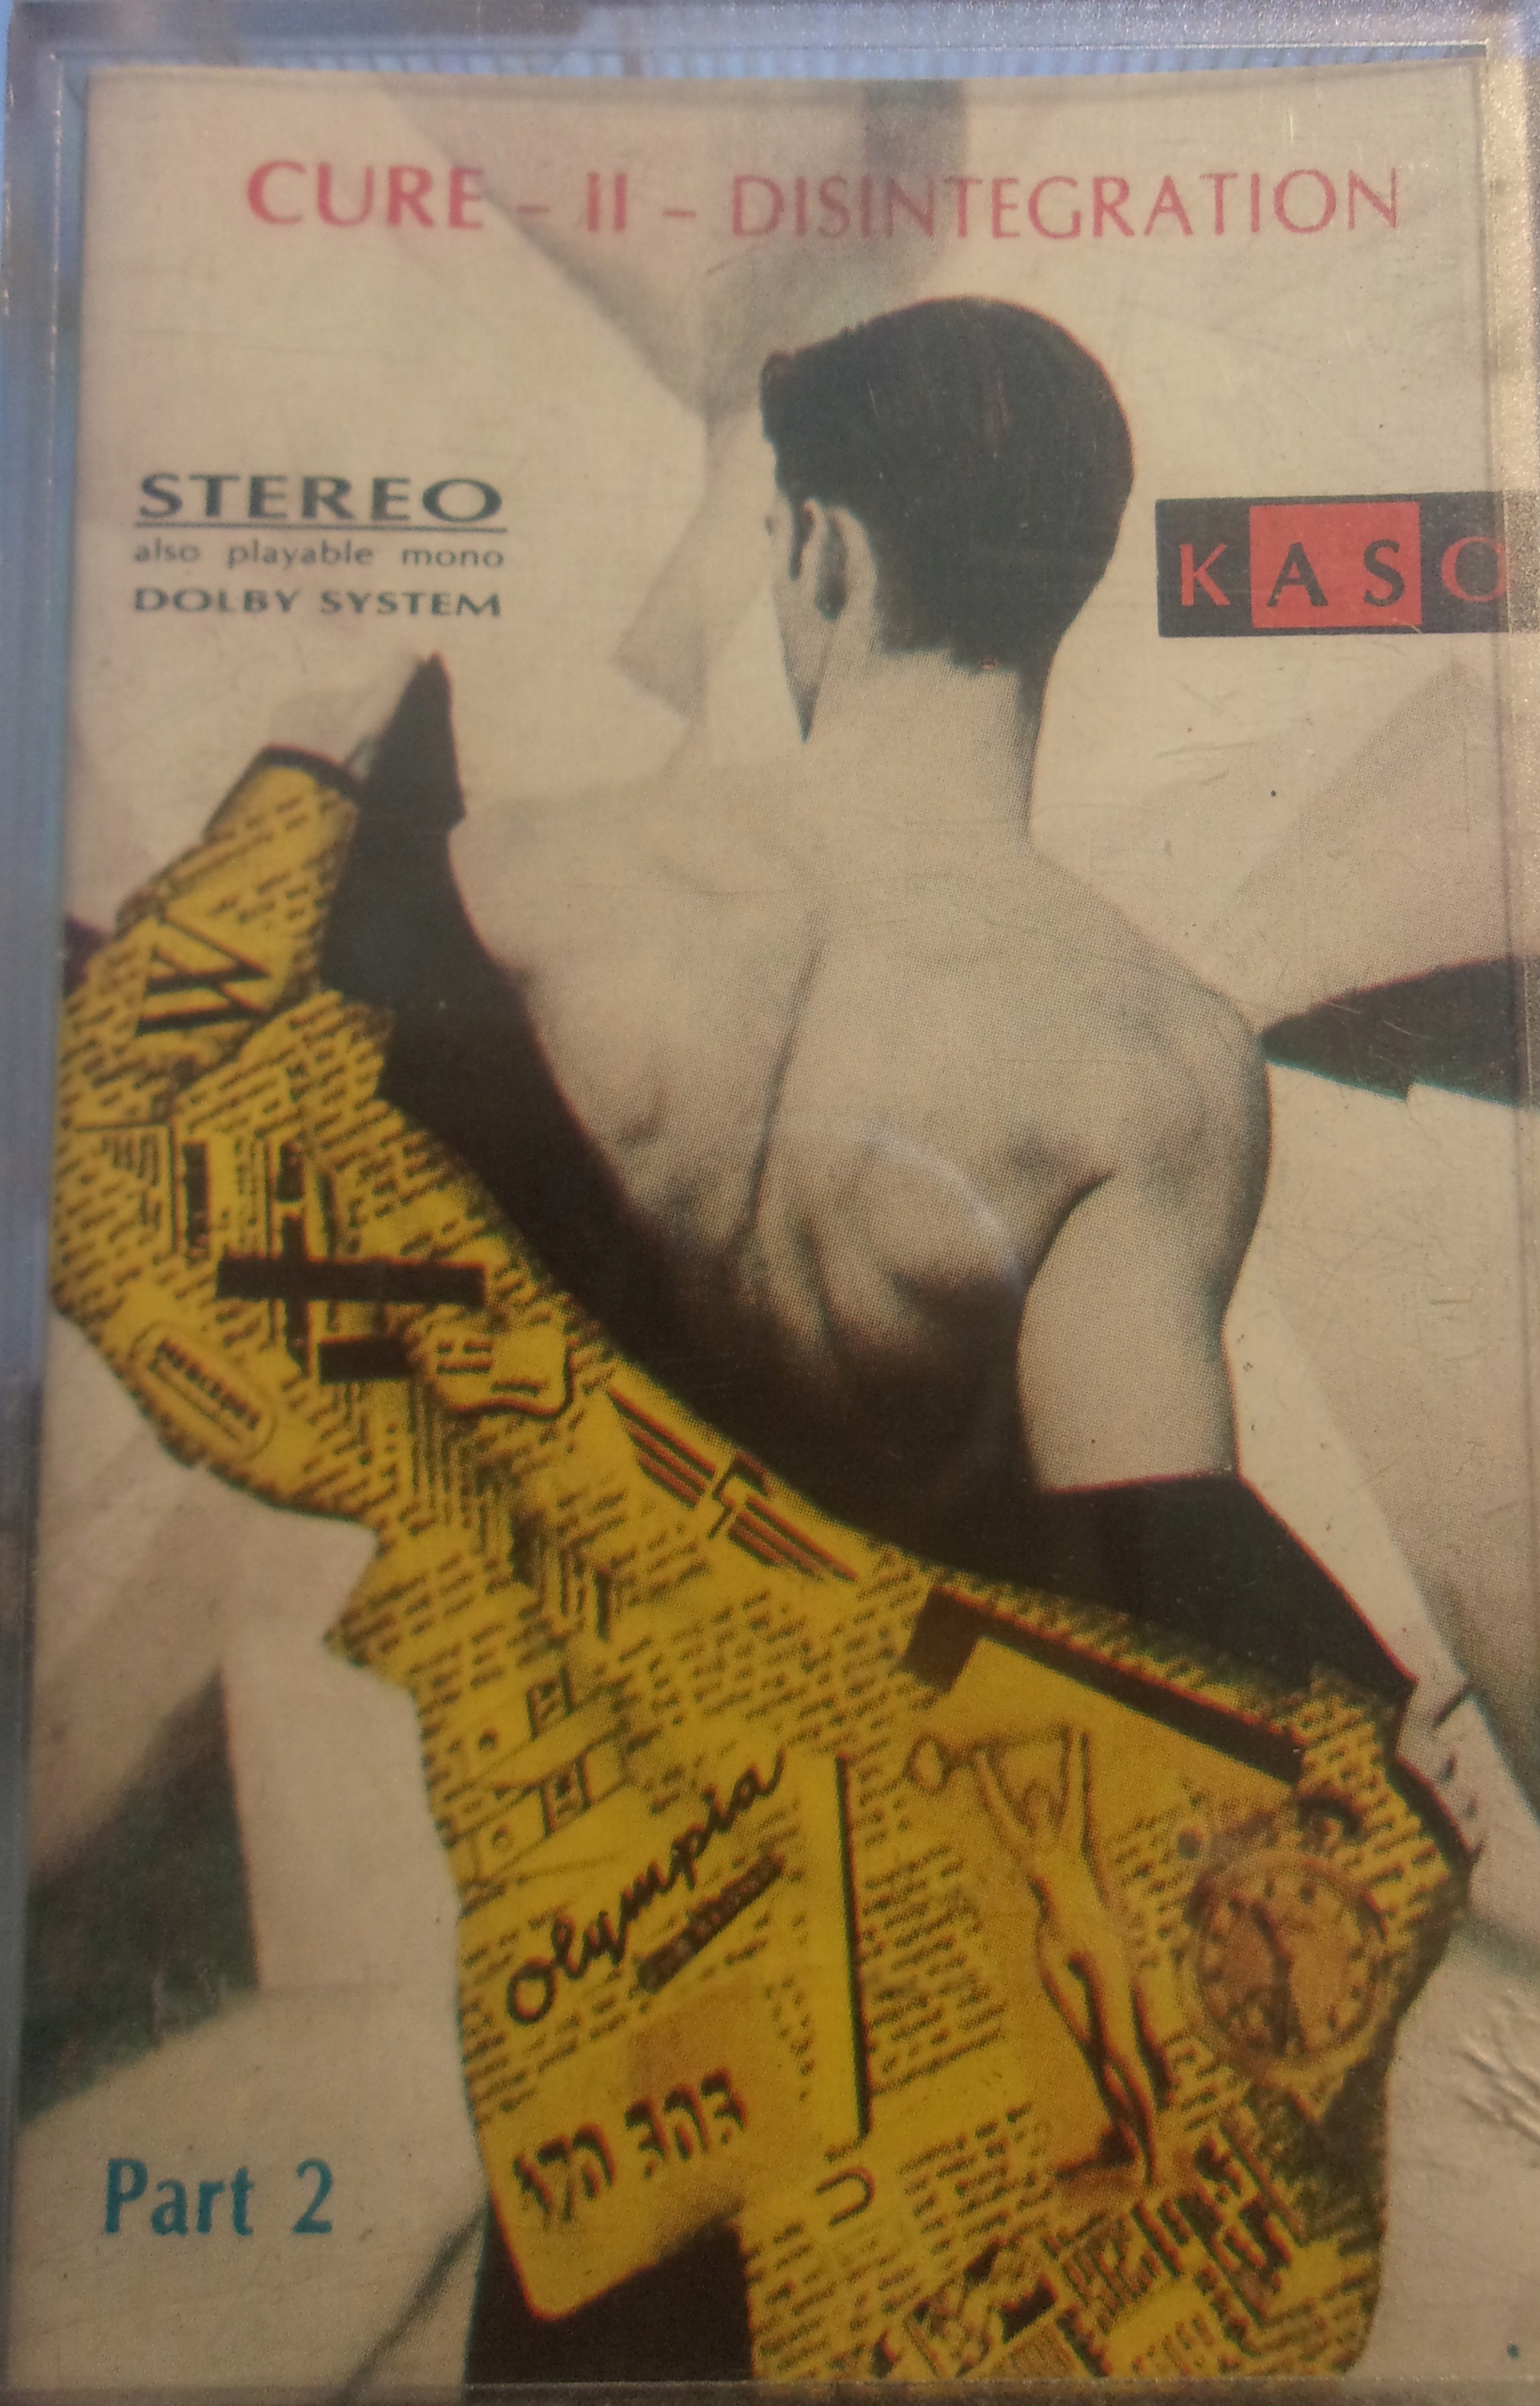 CURE - II - DISINTEGRATION
STEREO
also playable mono
DOLBY SYSTEM
KASO
Olympia
Part 2